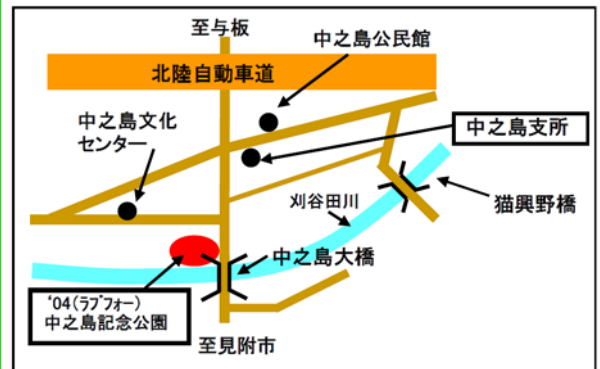 至与板
中之島公民館
北陸自動車道
中之島文化
センター
中之島支所
刈谷田川
猫興野橋
中之島大橋
‘04(ラブフォー)
中之島記念公園
至見附市